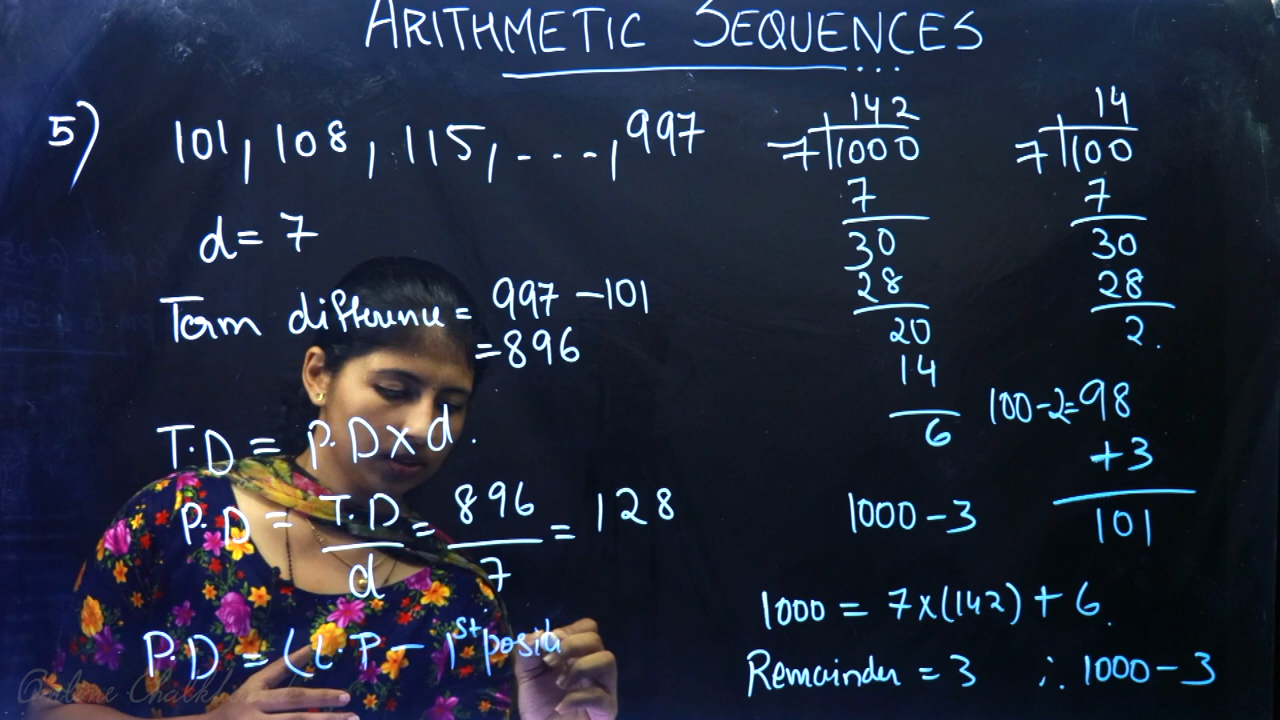 ARITHMETIC SEQUENCES
5) 101, 108, 115, ..., 997
d = 7
Term difference = 997 - 101
= 896
T.D = P.D x d.
P.D = T.D/d = 896/7 = 128
P.D = (L.P - 1st positi
142
7 1000
7
30
28
20
14
6
1000 - 3
14
7 100
7
30
28
2.
100-2=98
+3
101
1000 = 7x(142) + 6.
Remainder = 3 ∴ 1000-3